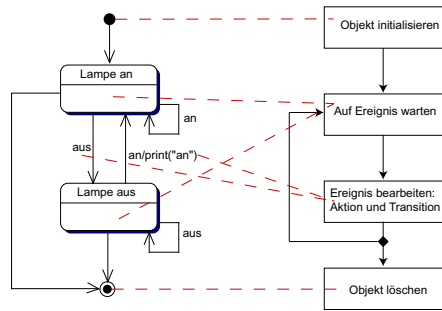 Objekt initialisieren
Lampe an
Auf Ereignis warten
an
aus
an/print("an")
Lampe aus
Ereignis bearbeiten:
Aktion und Transition
aus
Objekt löschen